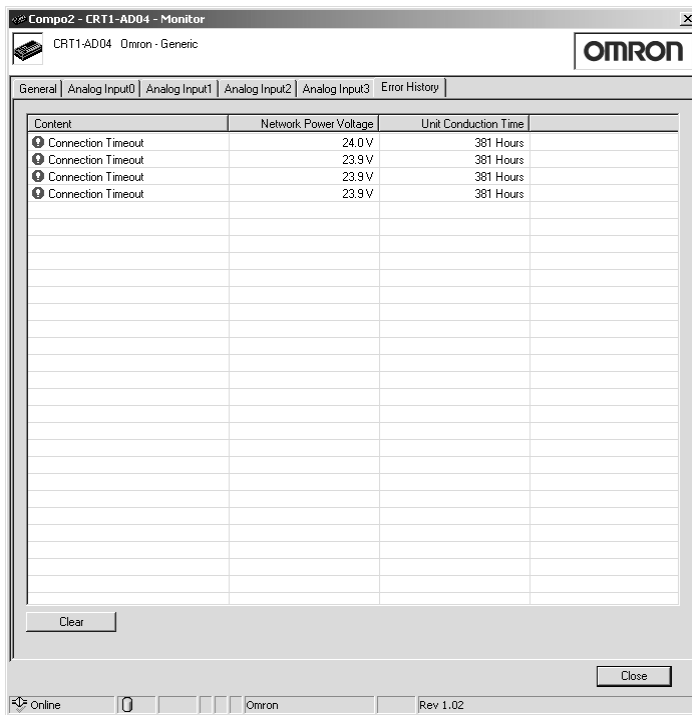 Compo2 - CRT1-AD04 - Monitor
CRT1-AD04 Omron - Generic
OMRON
General Analog Input0 Analog Input1 Analog Input2 Analog Input3 Error History
Content Network Power Voltage Unit Conduction Time
Connection Timeout 24.0 V 381 Hours
Connection Timeout 23.9 V 381 Hours
Connection Timeout 23.9 V 381 Hours
Connection Timeout 23.9 V 381 Hours
Clear
Close
Online Omron Rev 1.02